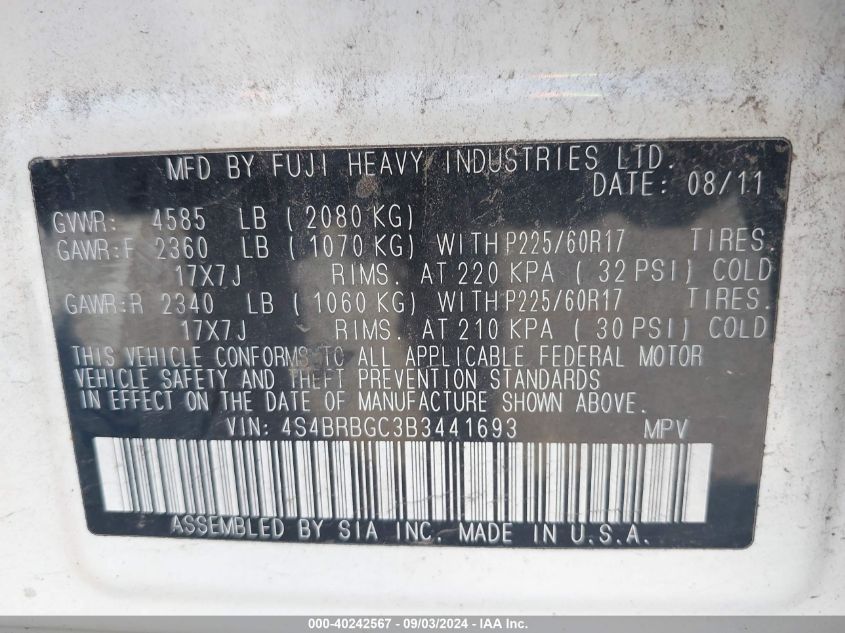 MFD BY FUJI HEAVY INDUSTRIES LTD.
DATE: 08/11
GVWR: 4585 LB ( 2080 KG)
GAWR:F 2360 LB ( 1070 KG) WITH P225/60R17 TIRES.
17X7J RIMS. AT 220 KPA ( 32 PSI) COLD
GAWR:R 2340 LB ( 1060 KG) WITH P225/60R17 TIRES.
17X7J RIMS. AT 210 KPA ( 30 PSI) COLD
THIS VEHICLE CONFORMS TO ALL APPLICABLE FEDERAL MOTOR
VEHICLE SAFETY AND THEFT PREVENTION STANDARDS
IN EFFECT ON THE DATE OF MANUFACTURE SHOWN ABOVE.
VIN: 4S4BRBGC3B3441693 MPV
ASSEMBLED BY SIA INC. MADE IN U.S.A.
000-40242567 - 09/03/2024 - IAA Inc.